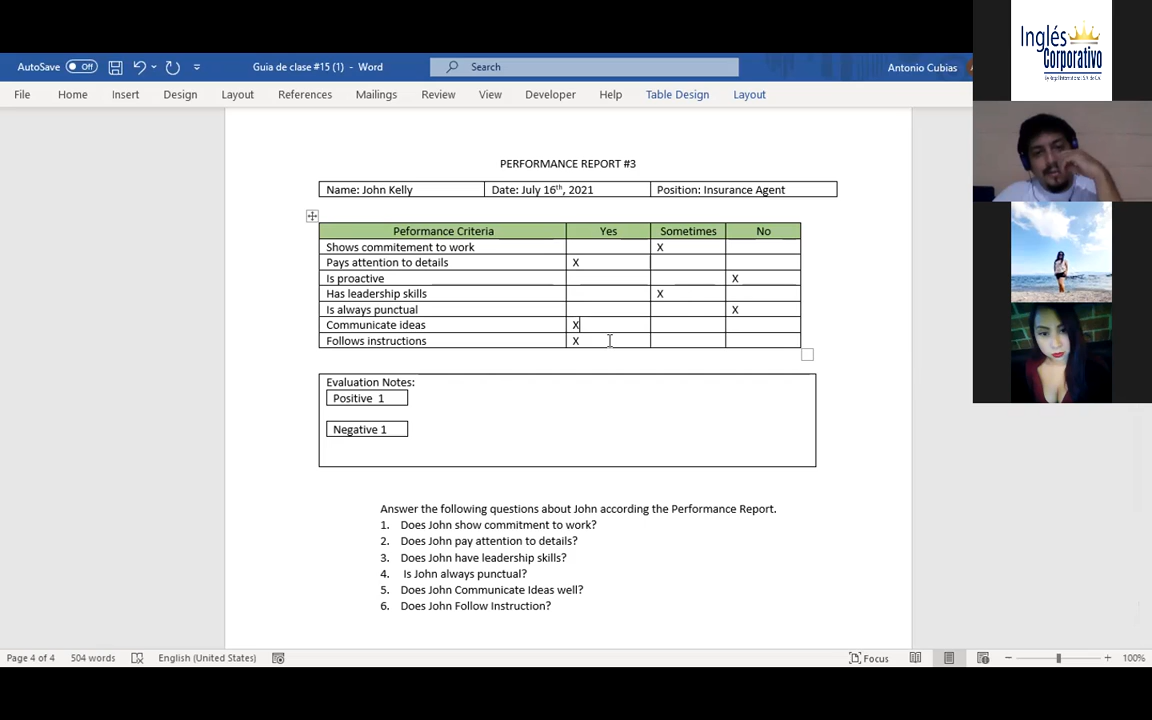 Inglés
Corporativo
AutoSave Off
Guia de clase #15 (1) - Word
Search
Antonio Cubias
File Home Insert Design Layout References Mailings Review View Developer Help Table Design Layout
PERFORMANCE REPORT #3
Name: John Kelly Date: July 16th, 2021 Position: Insurance Agent
Peformance Criteria Yes Sometimes No
Shows commitement to work X
Pays attention to details X
Is proactive X
Has leadership skills X
Is always punctual X
Communicate ideas X
Follows instructions X
Evaluation Notes:
Positive 1
Negative 1
Answer the following questions about John according the Performance Report.
1. Does John show commitment to work?
2. Does John pay attention to details?
3. Does John have leadership skills?
4. Is John always punctual?
5. Does John Communicate Ideas well?
6. Does John Follow Instruction?
Page 4 of 4 504 words English (United States) Focus 100%